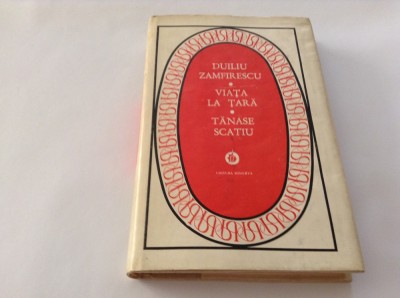 DUILIU
ZAMFIRESCU
VIAȚA
LA ȚARĂ
TĂNASE
SCATIU